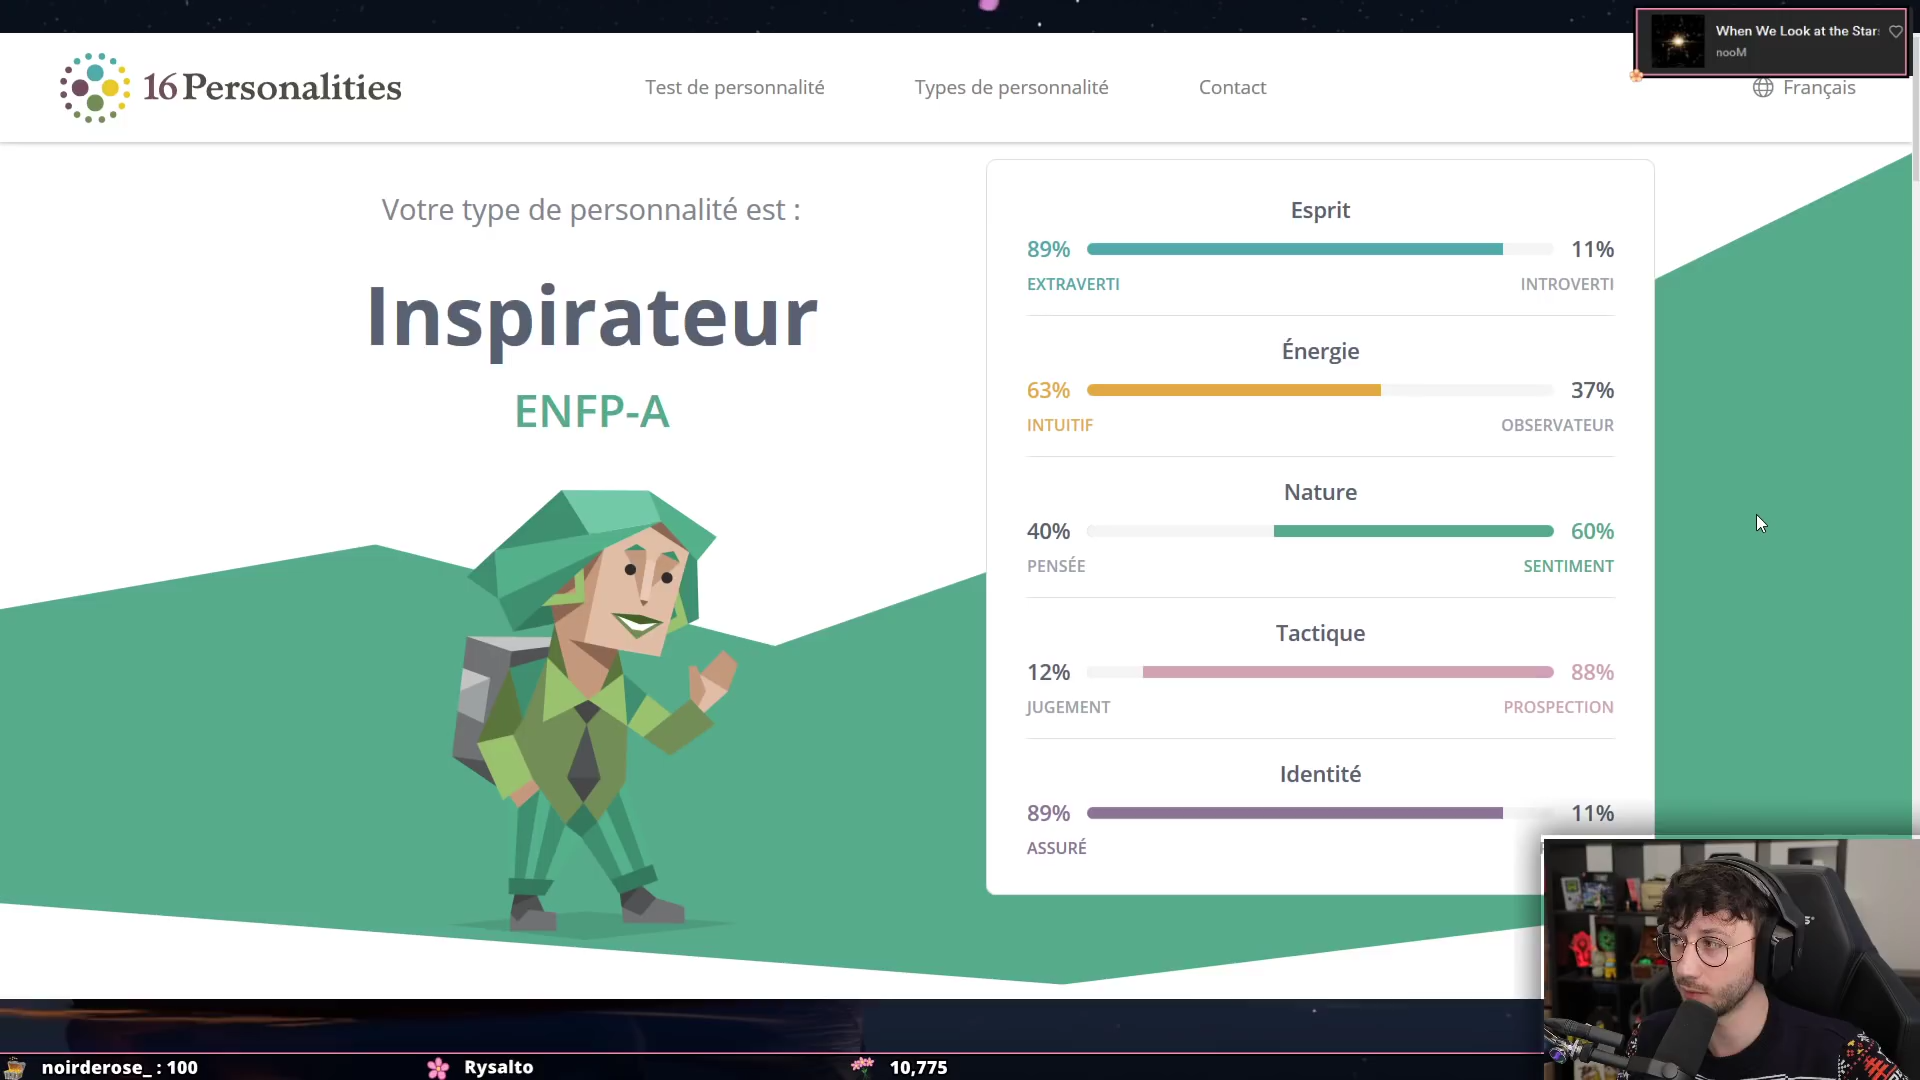 When We Look at the Star
nooM
16Personalities
Test de personnalité
Types de personnalité
Contact
Français
Votre type de personnalité est :
Inspirateur
ENFP-A
Esprit
89%
11%
EXTRAVERTI
INTROVERTI
Énergie
63%
37%
INTUITIF
OBSERVATEUR
Nature
40%
60%
PENSÉE
SENTIMENT
Tactique
12%
88%
JUGEMENT
PROSPECTION
Identité
89%
11%
ASSURÉ
noirderose_ : 100
Rysalto
10,775